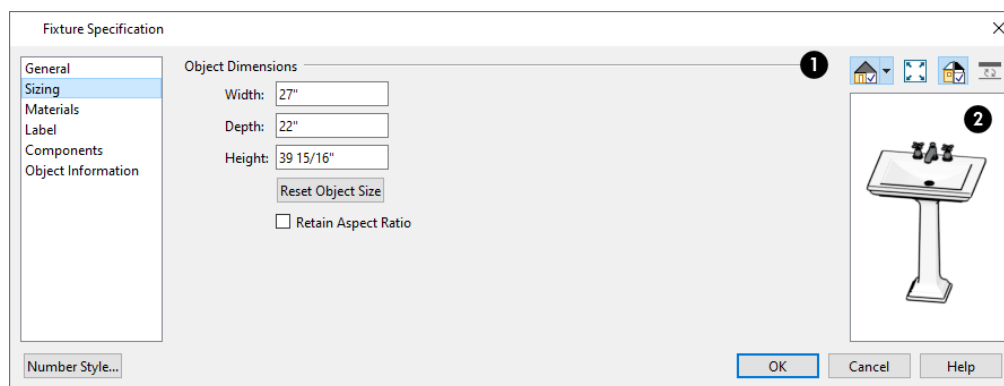 Fixture Specification
General
Sizing
Materials
Label
Components
Object Information
Object Dimensions
1
Width: 27"
Depth: 22"
Height: 39 15/16"
Reset Object Size
Retain Aspect Ratio
2
Number Style...
OK
Cancel
Help